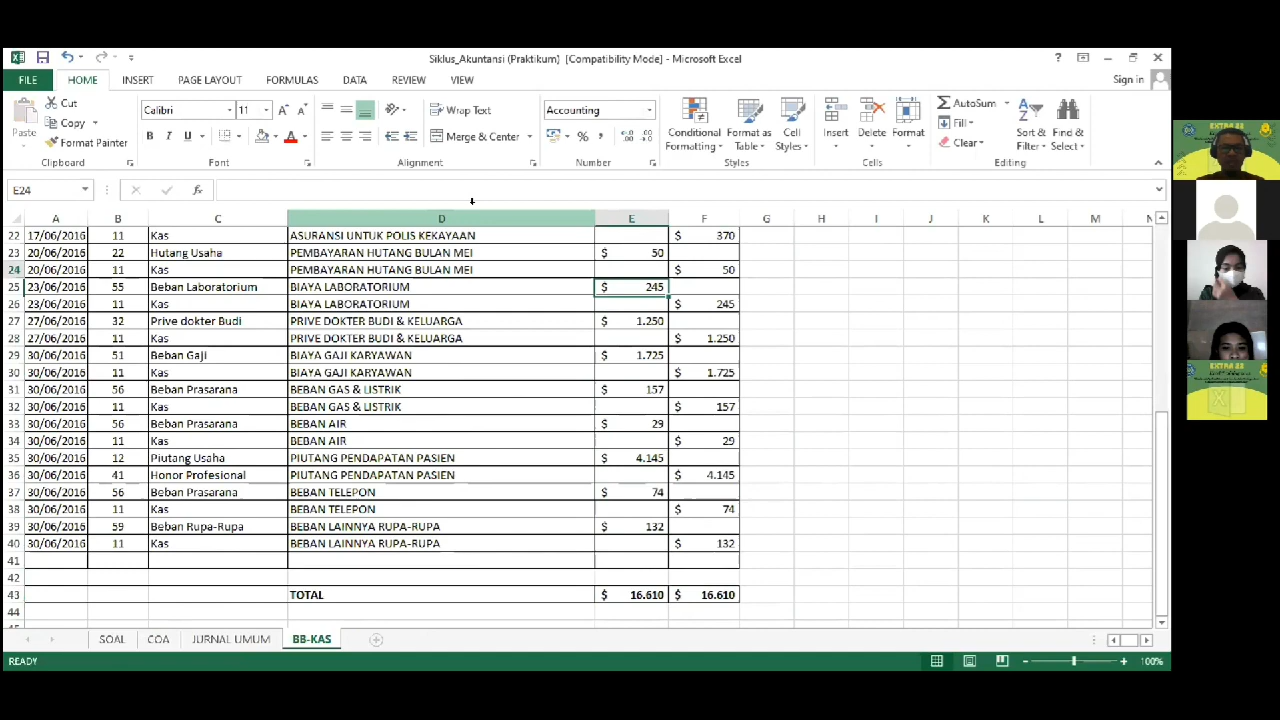 Siklus_Akuntansi (Praktikum) [Compatibility Mode] - Microsoft Excel
FILE HOME INSERT PAGE LAYOUT FORMULAS DATA REVIEW VIEW Sign in
Cut
Copy
Format Painter
Paste
Clipboard
Calibri 11
B I U
Font
Wrap Text
Merge & Center
Alignment
Accounting
Number
Conditional Formatting
Format as Table
Cell Styles
Styles
Insert Delete Format
Cells
AutoSum
Fill
Clear
Sort & Filter
Find & Select
Editing
E24 fx
A B C D E F G H I J K L M N
22 17/06/2016 11 Kas ASURANSI UNTUK POLIS KEKAYAAN $ 370
23 20/06/2016 22 Hutang Usaha PEMBAYARAN HUTANG BULAN MEI $ 50
24 20/06/2016 11 Kas PEMBAYARAN HUTANG BULAN MEI $ 50
25 23/06/2016 55 Beban Laboratorium BIAYA LABORATORIUM $ 245
26 23/06/2016 11 Kas BIAYA LABORATORIUM $ 245
27 27/06/2016 32 Prive dokter Budi PRIVE DOKTER BUDI & KELUARGA $ 1.250
28 27/06/2016 11 Kas PRIVE DOKTER BUDI & KELUARGA $ 1.250
29 30/06/2016 51 Beban Gaji BIAYA GAJI KARYAWAN $ 1.725
30 30/06/2016 11 Kas BIAYA GAJI KARYAWAN $ 1.725
31 30/06/2016 56 Beban Prasarana BEBAN GAS & LISTRIK $ 157
32 30/06/2016 11 Kas BEBAN GAS & LISTRIK $ 157
33 30/06/2016 56 Beban Prasarana BEBAN AIR $ 29
34 30/06/2016 11 Kas BEBAN AIR $ 29
35 30/06/2016 12 Piutang Usaha PIUTANG PENDAPATAN PASIEN $ 4.145
36 30/06/2016 41 Honor Profesional PIUTANG PENDAPATAN PASIEN $ 4.145
37 30/06/2016 56 Beban Prasarana BEBAN TELEPON $ 74
38 30/06/2016 11 Kas BEBAN TELEPON $ 74
39 30/06/2016 59 Beban Rupa-Rupa BEBAN LAINNYA RUPA-RUPA $ 132
40 30/06/2016 11 Kas BEBAN LAINNYA RUPA-RUPA $ 132
41
42
43 TOTAL $ 16.610 $ 16.610
44
SOAL COA JURNAL UMUM BB-KAS
READY 100%